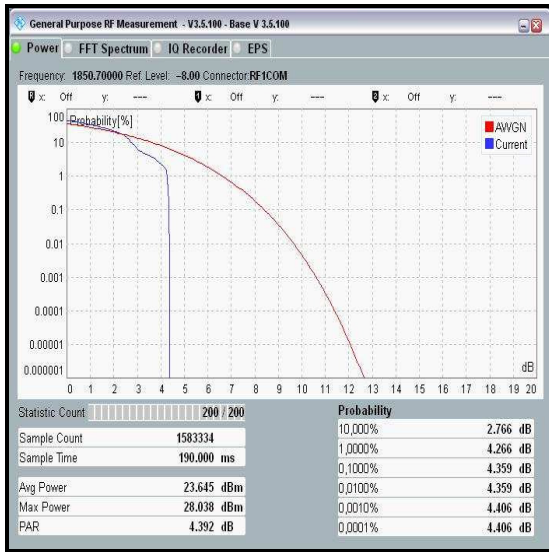 General Purpose RF Measurement - V3.5.100 - Base V 3.5.100
Power FFT Spectrum IQ Recorder EPS
Frequency: 1850.70000 Ref. Level: -8.00 Connector:RF1COM
x: Off y: --- x: Off y: --- x: Off y: ---
Probability[%]
AWGN
Current
100
10
1
0.1
0.01
0.001
0.0001
0.00001
0.000001
dB
0 1 2 3 4 5 6 7 8 9 10 11 12 13 14 15 16 17 18 19 20
Statistic Count 200 / 200
Sample Count 1583334
Sample Time 190.000 ms
Avg Power 23.645 dBm
Max Power 28.038 dBm
PAR 4.392 dB
Probability
10,000% 2.766 dB
1,0000% 4.266 dB
0,1000% 4.359 dB
0,0100% 4.359 dB
0,0010% 4.406 dB
0,0001% 4.406 dB